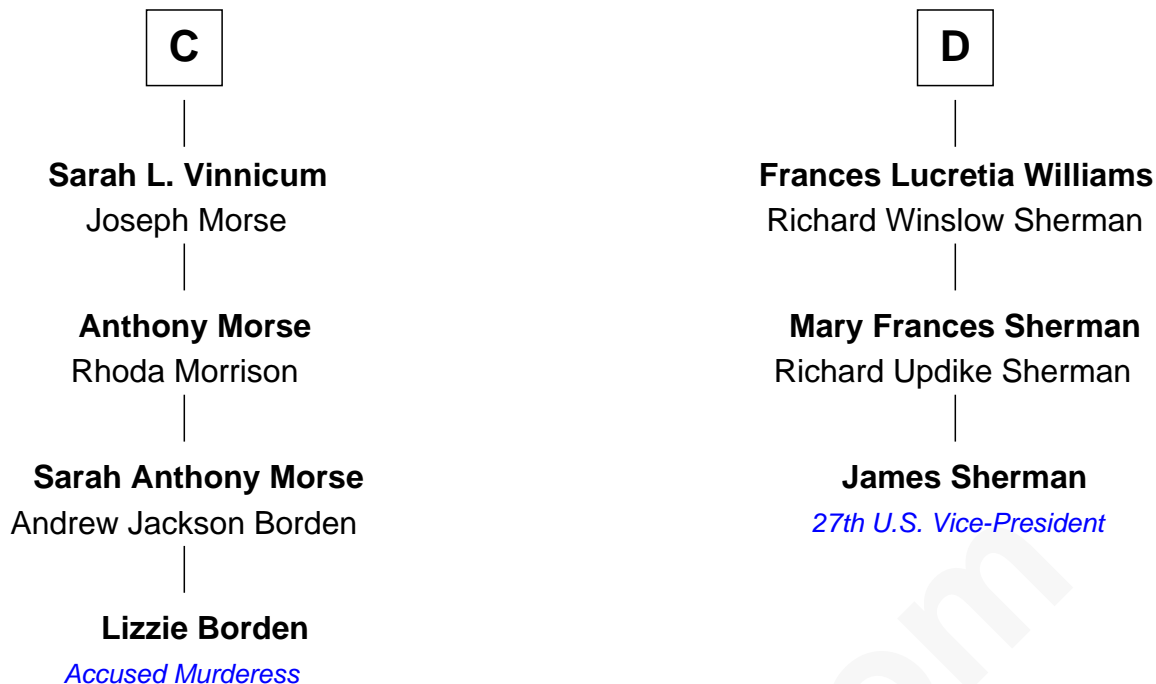 C
Sarah L. Vinnicum
Joseph Morse
Anthony Morse
Rhoda Morrison
Sarah Anthony Morse
Andrew Jackson Borden
Lizzie Borden
Accused Murderess
D
Frances Lucretia Williams
Richard Winslow Sherman
Mary Frances Sherman
Richard Updike Sherman
James Sherman
27th U.S. Vice-President
om